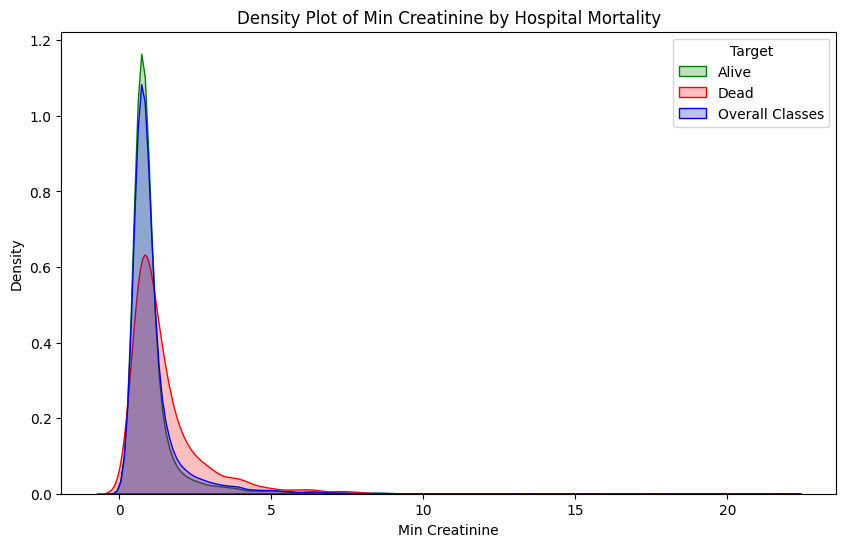 Density Plot of Min Creatinine by Hospital Mortality
Target
Alive
Dead
Overall Classes
Density
1.2
1.0
0.8
0.6
0.4
0.2
0.0
0
5
10
15
20
Min Creatinine